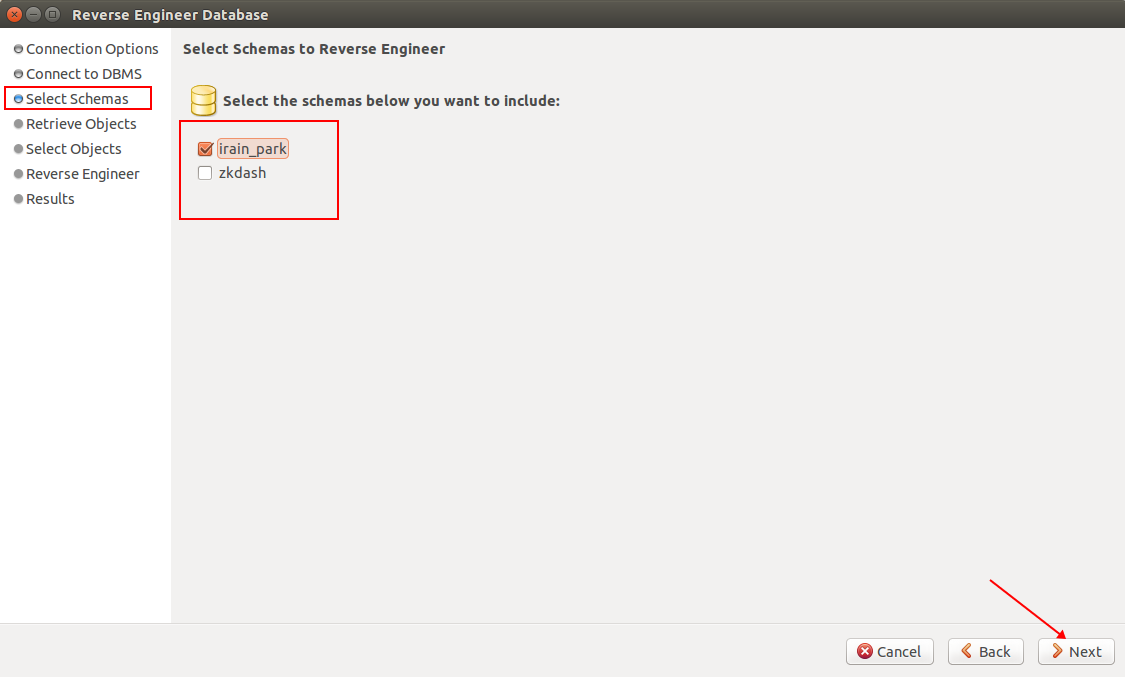 Reverse Engineer Database
Connection Options
Connect to DBMS
Select Schemas
Retrieve Objects
Select Objects
Reverse Engineer
Results
Select Schemas to Reverse Engineer
Select the schemas below you want to include:
irain_park
zkdash
Cancel
Back
Next